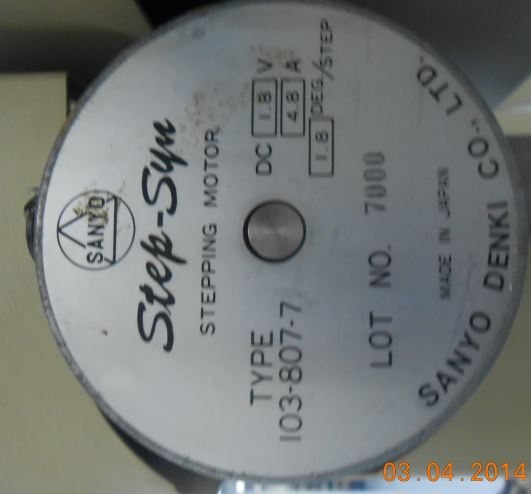 SANYO
Step-Syn
STEPPING MOTOR
TYPE
103-807-7
DC 1.8 V
4.8 A
1.8 DEG/STEP
LOT NO. 7000
MADE IN JAPAN
SANYO DENKI CO., LTD.
03.04.2014